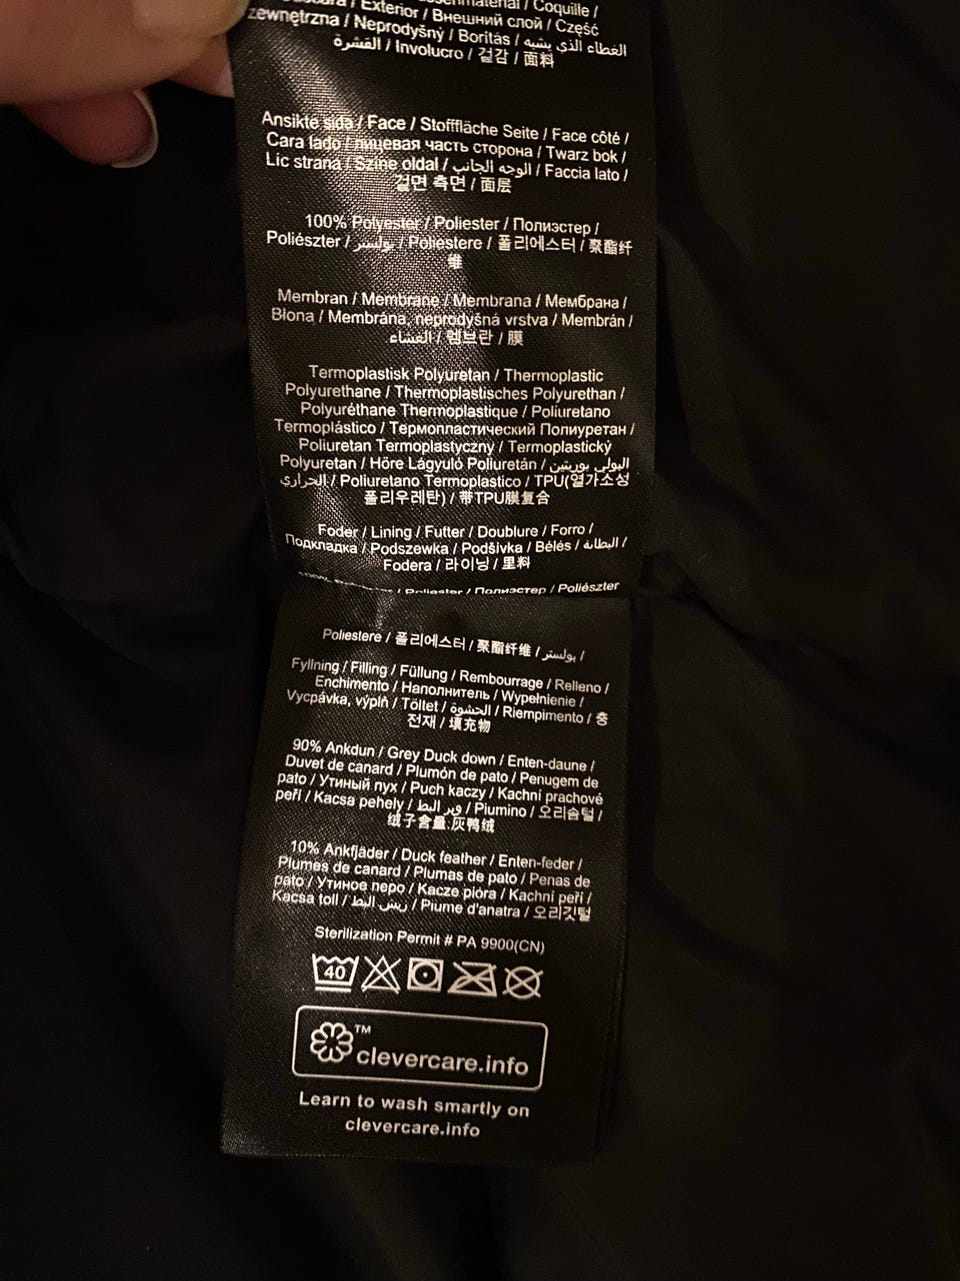 / Exterior / Внешний слой / Część
zewnętrzna / Neprodyšný / Borítás / الغطاء الذي يشبه
القشرة / Involucro / 겉감 / 面料
Ansikte sida / Face / Stofffläche Seite / Face côté /
Cara lado / лицевая часть сторона / Twarz bok /
Líc strana / Színe oldal / الوجه الجانب / Faccia lato /
겉면 측면 / 面层
100% Polyester / Poliester / Полиэстер /
Poliészter / بولستر / Poliestere / 폴리에스터 / 聚酯纤
维
Membran / Membrane / Membrana / Мембрана /
Błona / Membrána, neprodyšná vrstva / Membrán /
الغشاء / 멤브란 / 膜
Termoplastisk Polyuretan / Thermoplastic
Polyurethane / Thermoplastisches Polyurethan /
Polyuréthane Thermoplastique / Poliuretano
Termoplástico / Термопластический Полиуретан /
Poliuretan Termoplastyczny / Termoplastický
Polyuretan / Höre Lágyuló Poliuretán / البولي يوريثين
الحراري / Poliuretano Termoplastico / TPU(열가소성
폴리우레탄) / 带TPU膜复合
Foder / Lining / Futter / Doublure / Forro /
Подкладка / Podszewka / Podšívka / Bélés / البطانة /
Fodera / 라이닝 / 里料
/ Полиэстер / Poliészter
Poliestere / 폴리에스터 / 聚酯纤维 / بولستر /
Fyllning / Filling / Füllung / Rembourrage / Relleno /
Enchimento / Наполнитель / Wypełnienie /
Vycpávka, výplň / Töltet / الحشوة / Riempimento / 충
전재 / 填充物
90% Ankdun / Grey Duck down / Enten-daune /
Duvet de canard / Plumón de pato / Penugem de
pato / Утиный пух / Puch kaczy / Kachní prachové
peří / Kacsa pehely / وبر البط / Piumino / 오리솜털 /
绒子含量:灰鸭绒
10% Ankfjäder / Duck feather / Enten-feder /
Plumes de canard / Plumas de pato / Penas de
pato / Утиное перо / Kacze pióra / Kachní peří /
Kacsa toll / ريش البط / Piume d'anatra / 오리깃털
Sterilization Permit # PA 9900(CN)
40
TM
clevercare.info
Learn to wash smartly on
clevercare.info